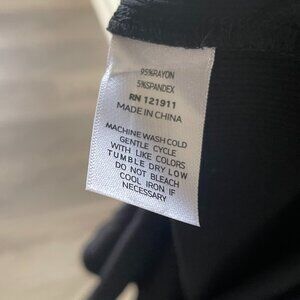 95%RAYON
5%SPANDEX
RN 121911
MADE IN CHINA
MACHINE WASH COLD
GENTLE CYCLE
WITH LIKE COLORS
TUMBLE DRY LOW
DO NOT BLEACH
COOL IRON IF
NECESSARY